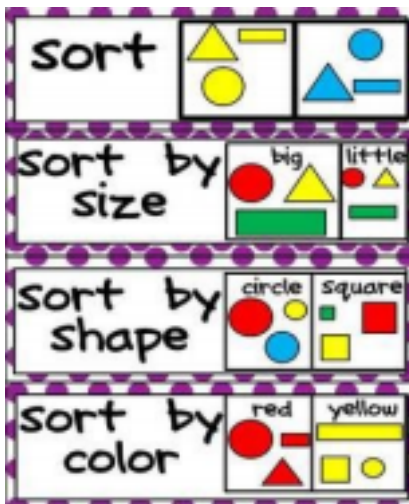 sort
sort by
size
big
little
sort by
shape
circle
square
sort by
color
red
yellow